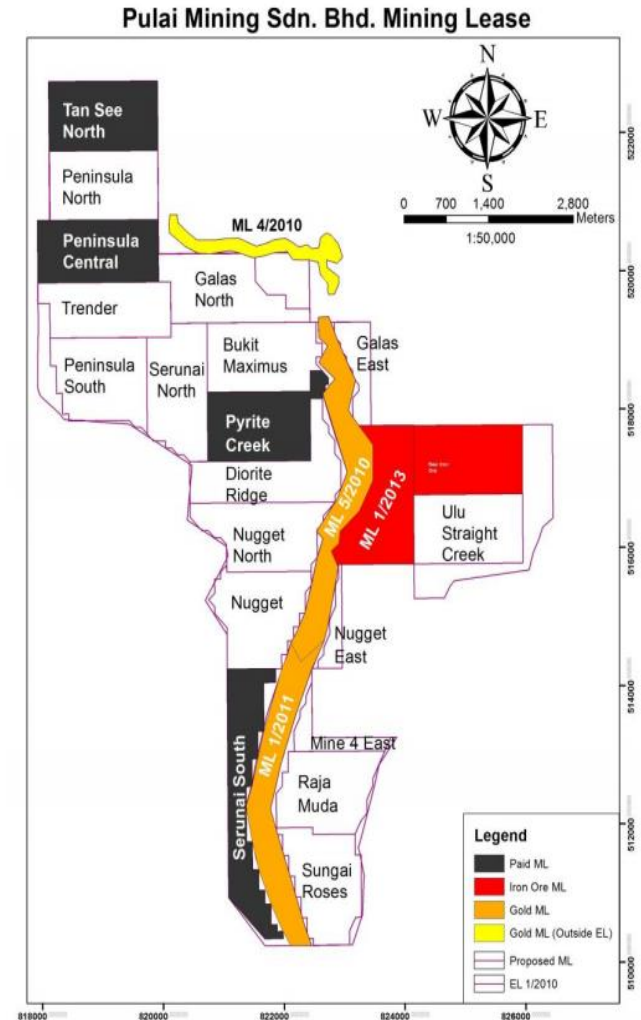 Pulai Mining Sdn. Bhd. Mining Lease
N
W
E
S
0 700 1,400 2,800
Meters
1:50,000
Tan See
North
Peninsula
North
Peninsula
Central
ML 4/2010
Galas
North
Trender
Peninsula
South
Serunai
North
Bukit
Maximus
Galas
East
Pyrite
Creek
Diorite
Ridge
ML 5/2010
ML 1/2013
Ulu
Straight
Creek
Nugget
North
Nugget
Nugget
East
Serunai South
ML 1/2011
Mine 4 East
Raja
Muda
Sungai
Roses
Legend
Paid ML
Iron Ore ML
Gold ML
Gold ML (Outside EL)
Proposed ML
EL 1/2010
522000
520000
518000
516000
514000
512000
510000
818000
820000
822000
824000
826000